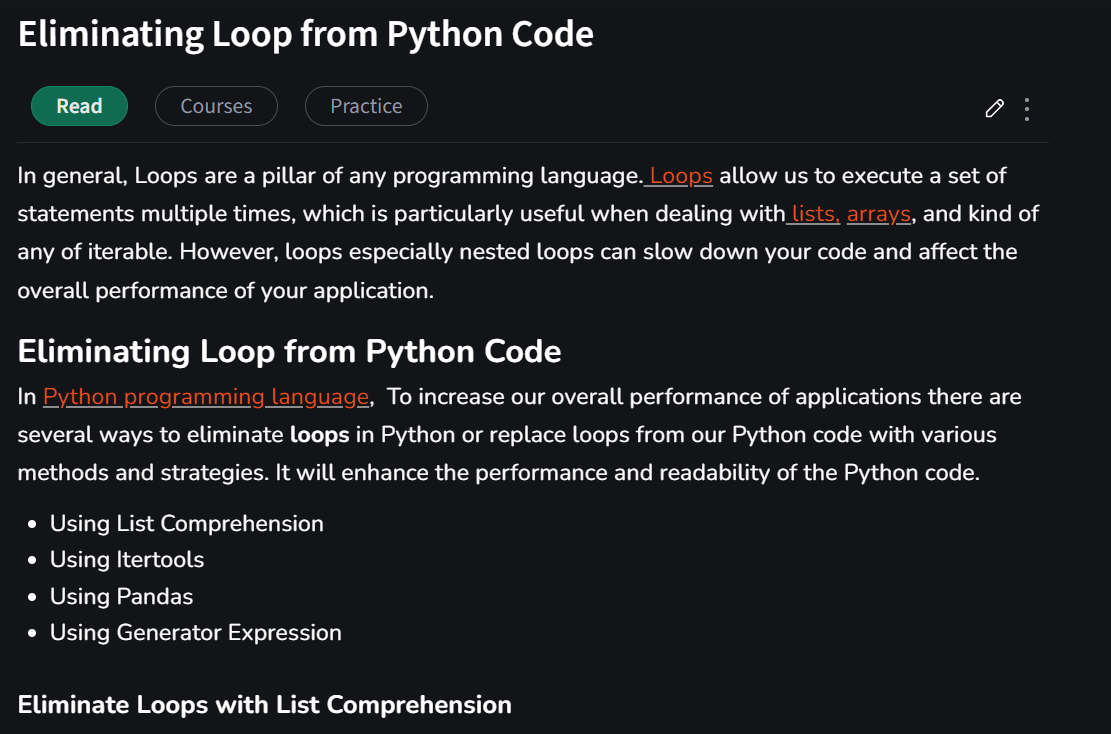 Eliminating Loop from Python Code
Read Courses Practice
In general, Loops are a pillar of any programming language. Loops allow us to execute a set of
statements multiple times, which is particularly useful when dealing with lists, arrays, and kind of
any of iterable. However, loops especially nested loops can slow down your code and affect the
overall performance of your application.
Eliminating Loop from Python Code
In Python programming language,  To increase our overall performance of applications there are
several ways to eliminate loops in Python or replace loops from our Python code with various
methods and strategies. It will enhance the performance and readability of the Python code.
• Using List Comprehension
• Using Itertools
• Using Pandas
• Using Generator Expression
Eliminate Loops with List Comprehension